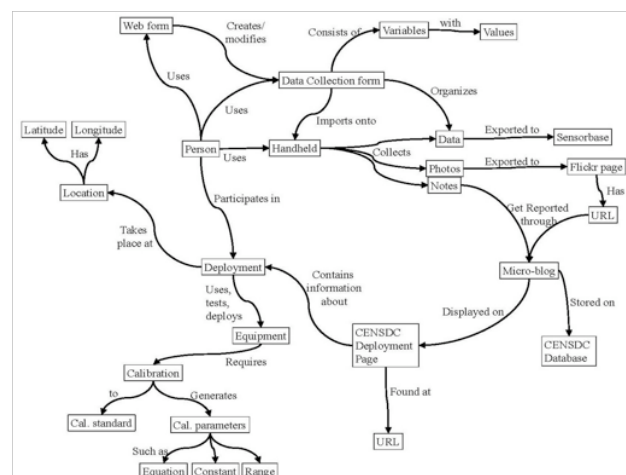 Web form
Creates/
modifies
Consists of
Variables
with
Values
Uses
Data Collection form
Uses
Organizes
Imports onto
Latitude
Longitude
Has
Person
Uses
Handheld
Data
Exported to
Sensorbase
Collects
Photos
Exported to
Flickr page
Notes
Location
Has
Participates in
Get Reported
through
URL
Takes
place at
Deployment
Contains
information
about
Micro-blog
Uses,
tests,
deploys
Displayed on
Stored on
Equipment
CENSDC
Deployment
Page
CENSDC
Database
Requires
Calibration
to
Generates
Found at
Cal. standard
Cal. parameters
URL
Such as
Equation
Constant
Range